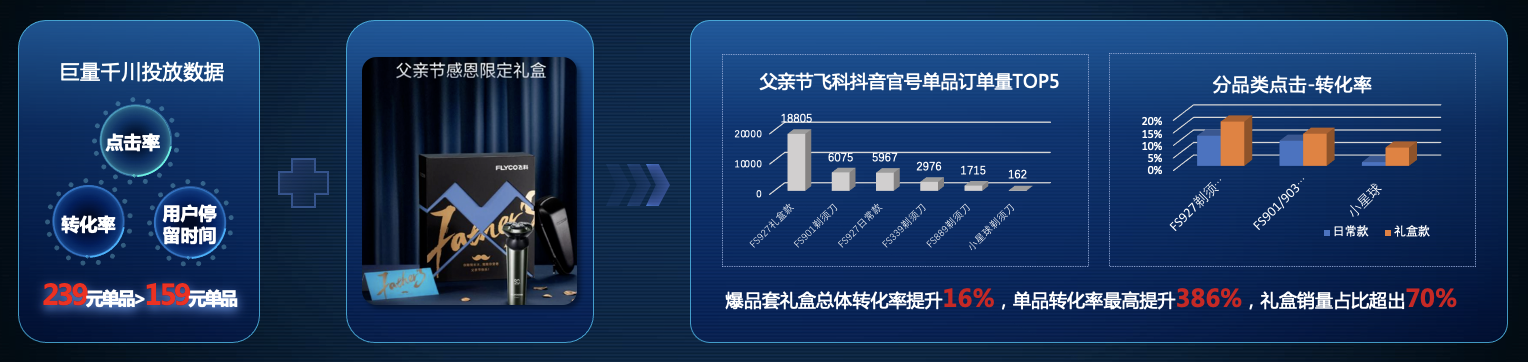 巨量千川投放数据
点击率
转化率
用户停
留时间
239元单品>159元单品
父亲节感恩限定礼盒
FLYCO飞科
Father's
Father's
父亲节飞科抖音官号单品订单量TOP5
20000
10000
0
18805
6075
5967
2976
1715
162
FS927礼盒款
FS901剃须刀
FS927日常款
FS339剃须刀
FS889剃须刀
小星球剃须刀
分品类点击-转化率
20%
15%
10%
5%
0%
FS927剃须…
FS901/903…
小星球
日常款
礼盒款
爆品套礼盒总体转化率提升16%，单品转化率最高提升386%，礼盒销量占比超出70%